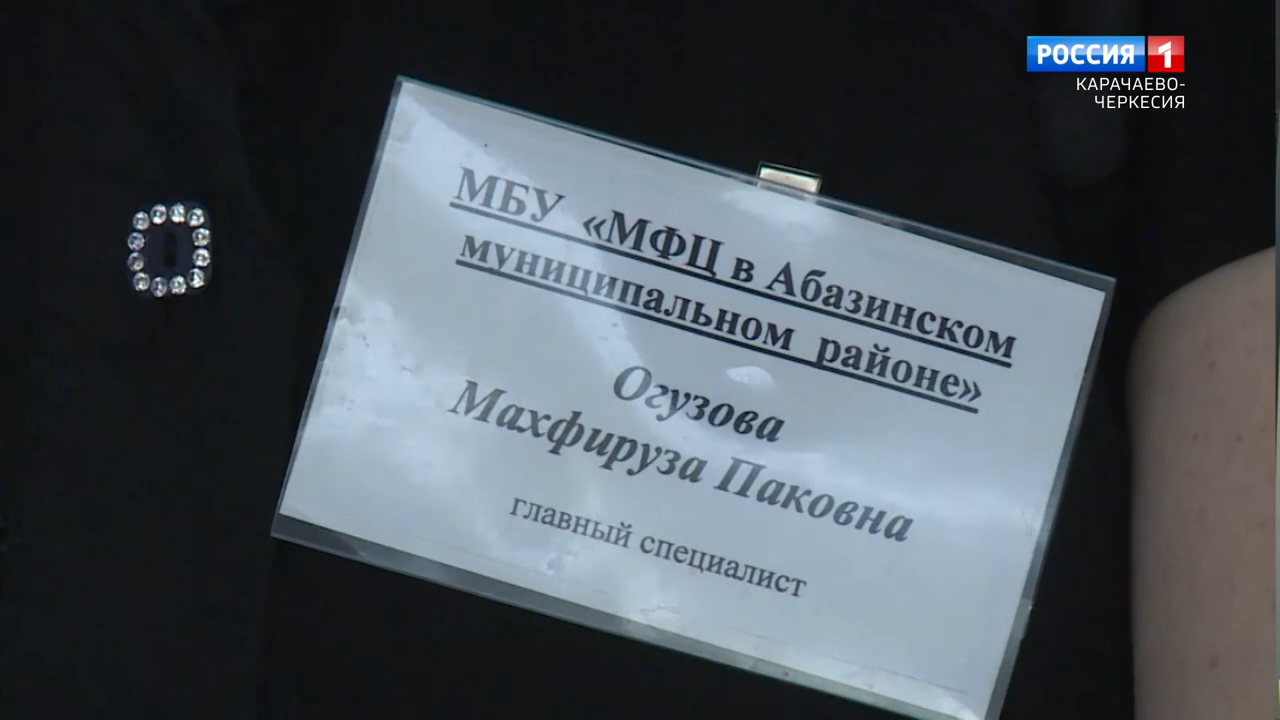 РОССИЯ 1
КАРАЧАЕВО-
ЧЕРКЕСИЯ
МБУ «МФЦ в Абазинском
муниципальном районе»
Огузова
Махфируза Паковна
главный специалист